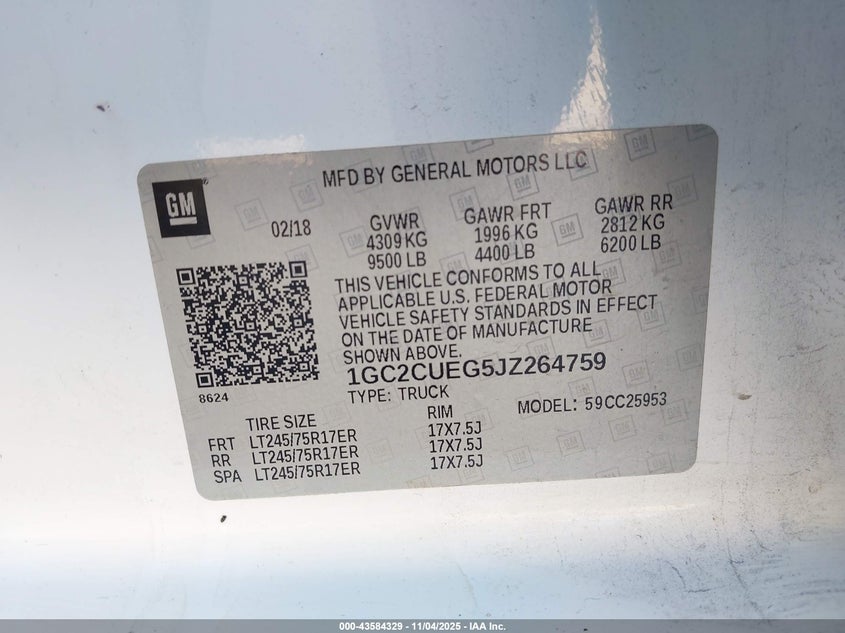 MFD BY GENERAL MOTORS LLC
GM
02/18
GVWR GAWR FRT GAWR RR
4309 KG 1996 KG 2812 KG
9500 LB 4400 LB 6200 LB
THIS VEHICLE CONFORMS TO ALL
APPLICABLE U.S. FEDERAL MOTOR
VEHICLE SAFETY STANDARDS IN EFFECT
ON THE DATE OF MANUFACTURE
SHOWN ABOVE.
1GC2CUEG5JZ264759
8624
TYPE: TRUCK MODEL: 59CC25953
TIRE SIZE RIM
FRT LT245/75R17ER 17X7.5J
RR LT245/75R17ER 17X7.5J
SPA LT245/75R17ER 17X7.5J
000-43584329 - 11/04/2025 - IAA Inc.